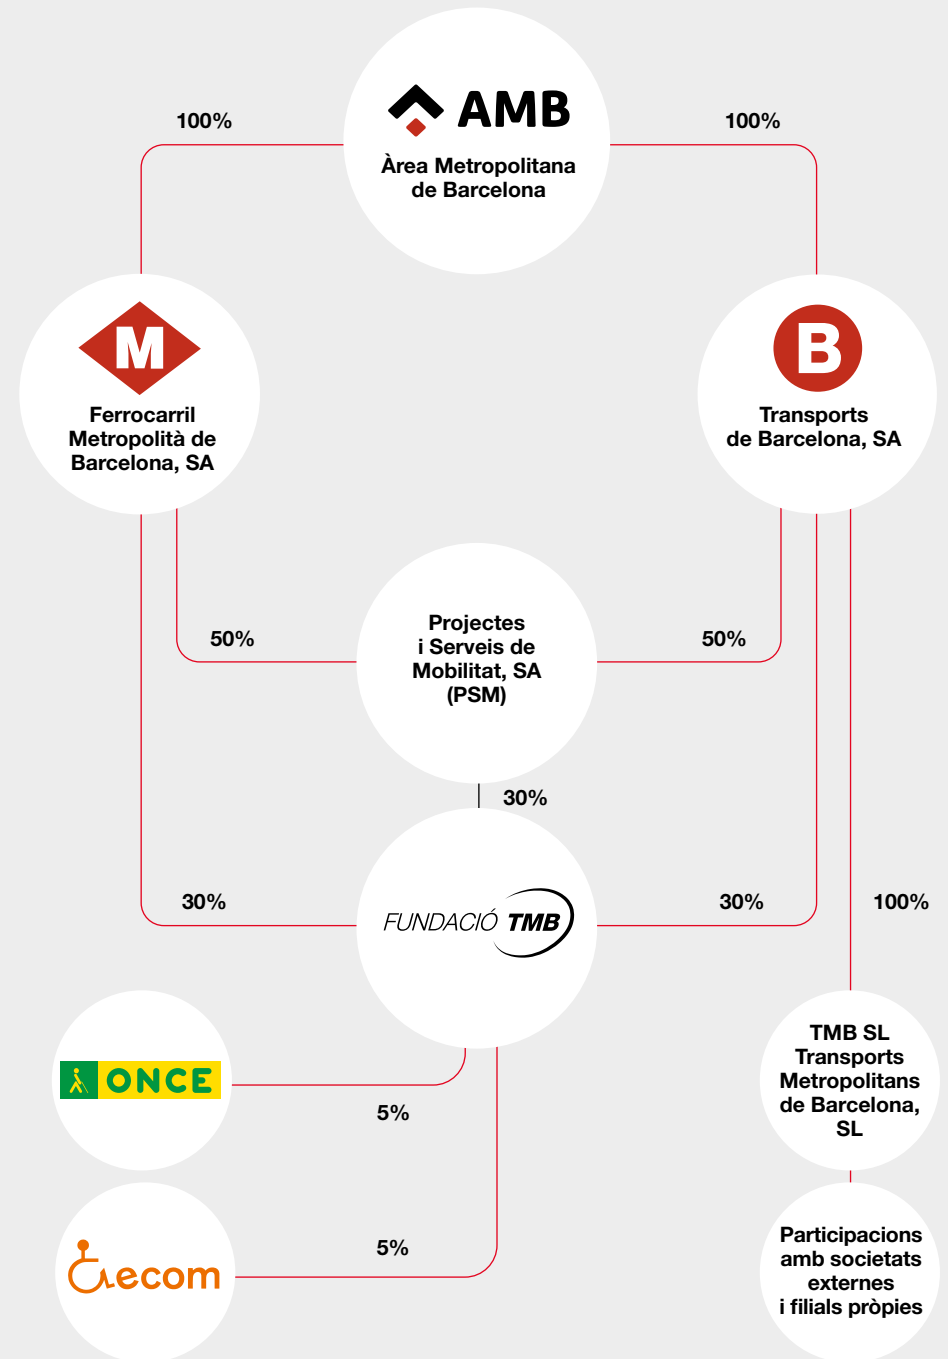 AMB
Àrea Metropolitana
de Barcelona
100%
100%
M
Ferrocarril
Metropolità de
Barcelona, SA
B
Transports
de Barcelona, SA
Projectes
i Serveis de
Mobilitat, SA
(PSM)
50%
50%
30%
FUNDACIÓ TMB
30%
30%
100%
ONCE
5%
ecom
5%
TMB SL
Transports
Metropolitans
de Barcelona,
SL
Participacions
amb societats
externes
i filials pròpies